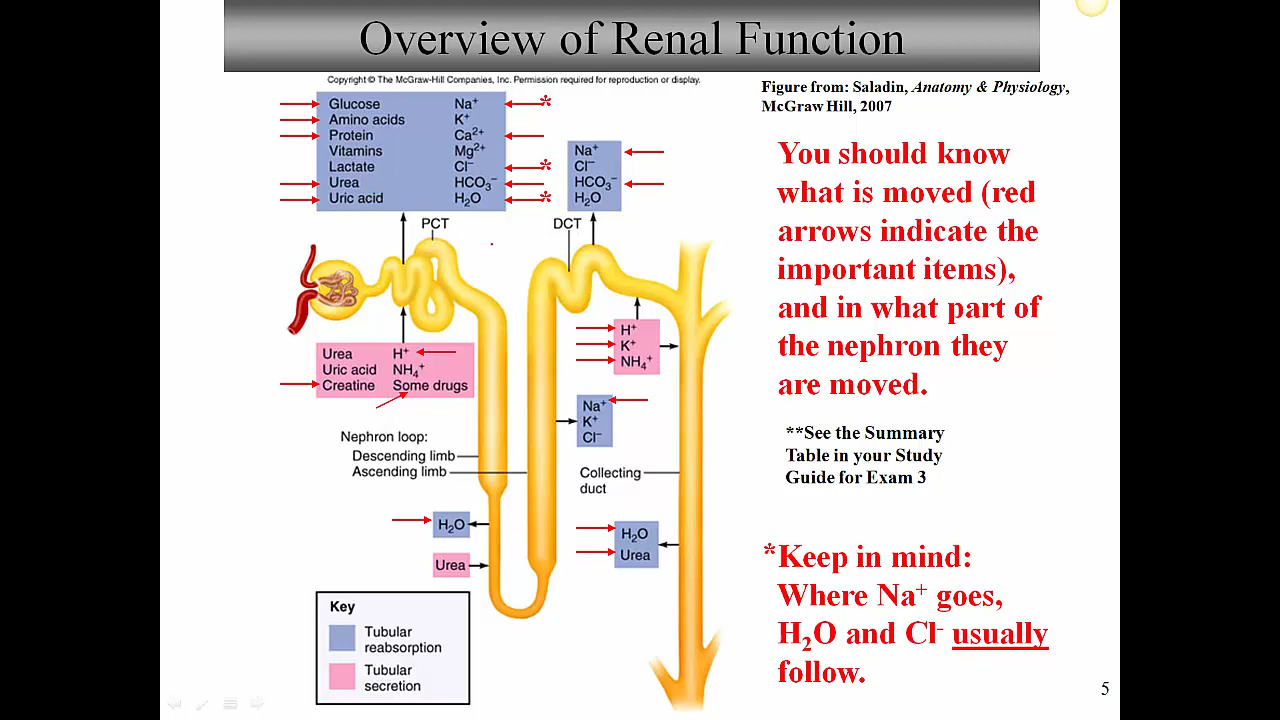 Overview of Renal Function
Copyright © The McGraw-Hill Companies, Inc. Permission required for reproduction or display.
Figure from: Saladin, Anatomy & Physiology,
McGraw Hill, 2007
Glucose Na⁺ *
Amino acids K⁺
Protein Ca²⁺
Vitamins Mg²⁺
Lactate Cl⁻ *
Urea HCO₃⁻
Uric acid H₂O *
Na⁺
Cl⁻
HCO₃⁻
H₂O
PCT
DCT
You should know
what is moved (red
arrows indicate the
important items),
and in what part of
the nephron they
are moved.
H⁺
K⁺
NH₄⁺
Urea H⁺
Uric acid NH₄⁺
Creatine Some drugs
Na⁺
K⁺
Cl⁻
Nephron loop:
Descending limb
Ascending limb
Collecting
duct
**See the Summary
Table in your Study
Guide for Exam 3
H₂O
Urea
H₂O
Urea
*Keep in mind:
Where Na⁺ goes,
H₂O and Cl⁻ usually
follow.
Key
Tubular
reabsorption
Tubular
secretion
5